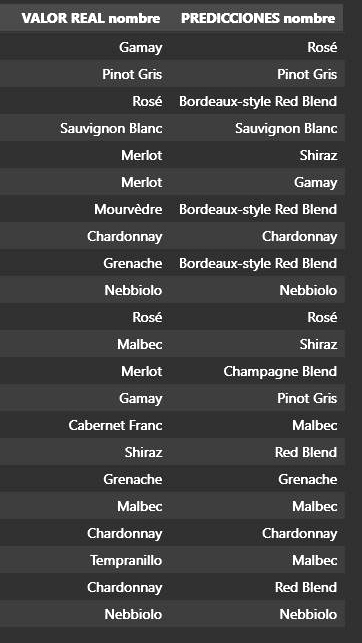 VALOR REAL nombre PREDICCIONES nombre
Gamay Rosé
Pinot Gris Pinot Gris
Rosé Bordeaux-style Red Blend
Sauvignon Blanc Sauvignon Blanc
Merlot Shiraz
Merlot Gamay
Mourvèdre Bordeaux-style Red Blend
Chardonnay Chardonnay
Grenache Bordeaux-style Red Blend
Nebbiolo Nebbiolo
Rosé Rosé
Malbec Shiraz
Merlot Champagne Blend
Gamay Pinot Gris
Cabernet Franc Malbec
Shiraz Red Blend
Grenache Grenache
Malbec Malbec
Chardonnay Chardonnay
Tempranillo Malbec
Chardonnay Red Blend
Nebbiolo Nebbiolo